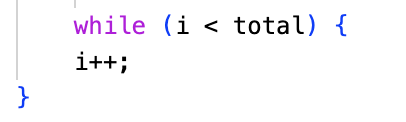 while (i < total) {
i++;
}